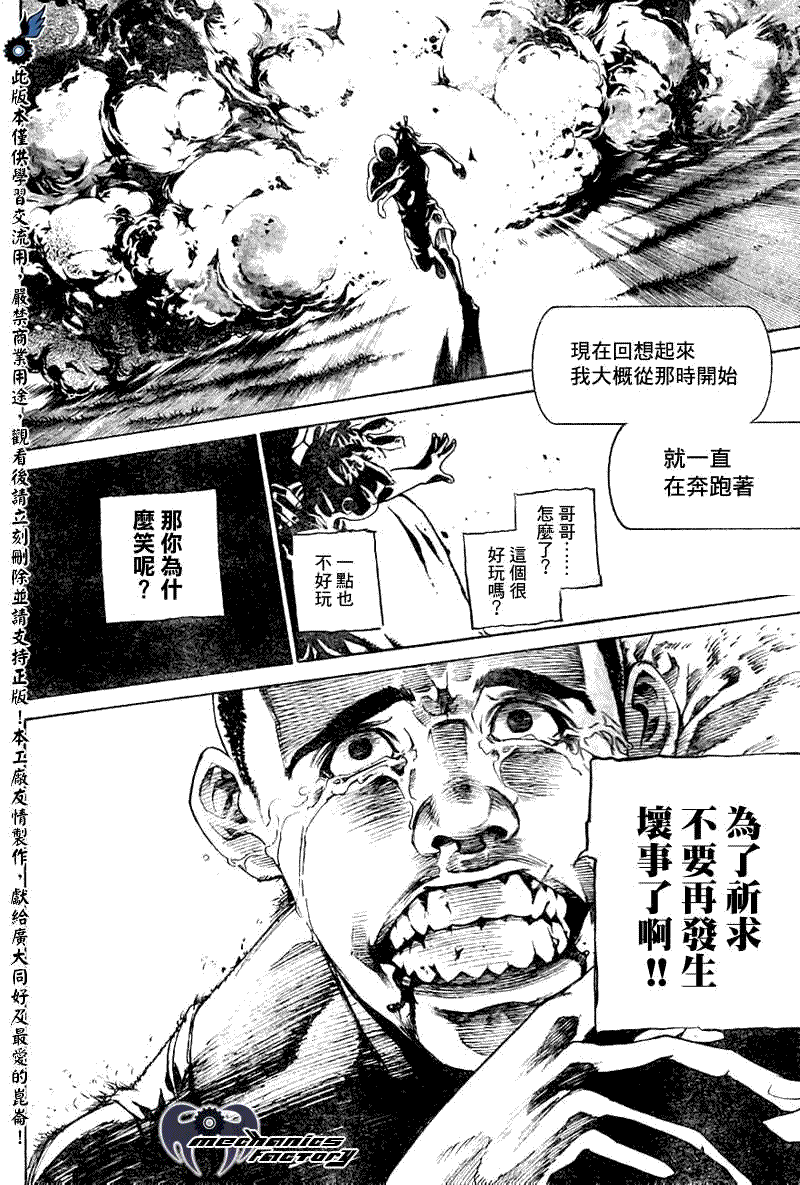 現在回想起來
我大概從那時開始
就一直
在奔跑著
哥哥……
怎麼了?
這個很
好玩嗎?
一點也
不好玩
那你為什
麼笑呢?
為了祈求
不要再發生
壞事了啊!!
此版本僅供學習交流用,嚴禁商業用途,觀看後請立刻刪除並請支持正版!本工廠友情製作,獻給廣大同好及最愛的崑崙!
mechanics
factory